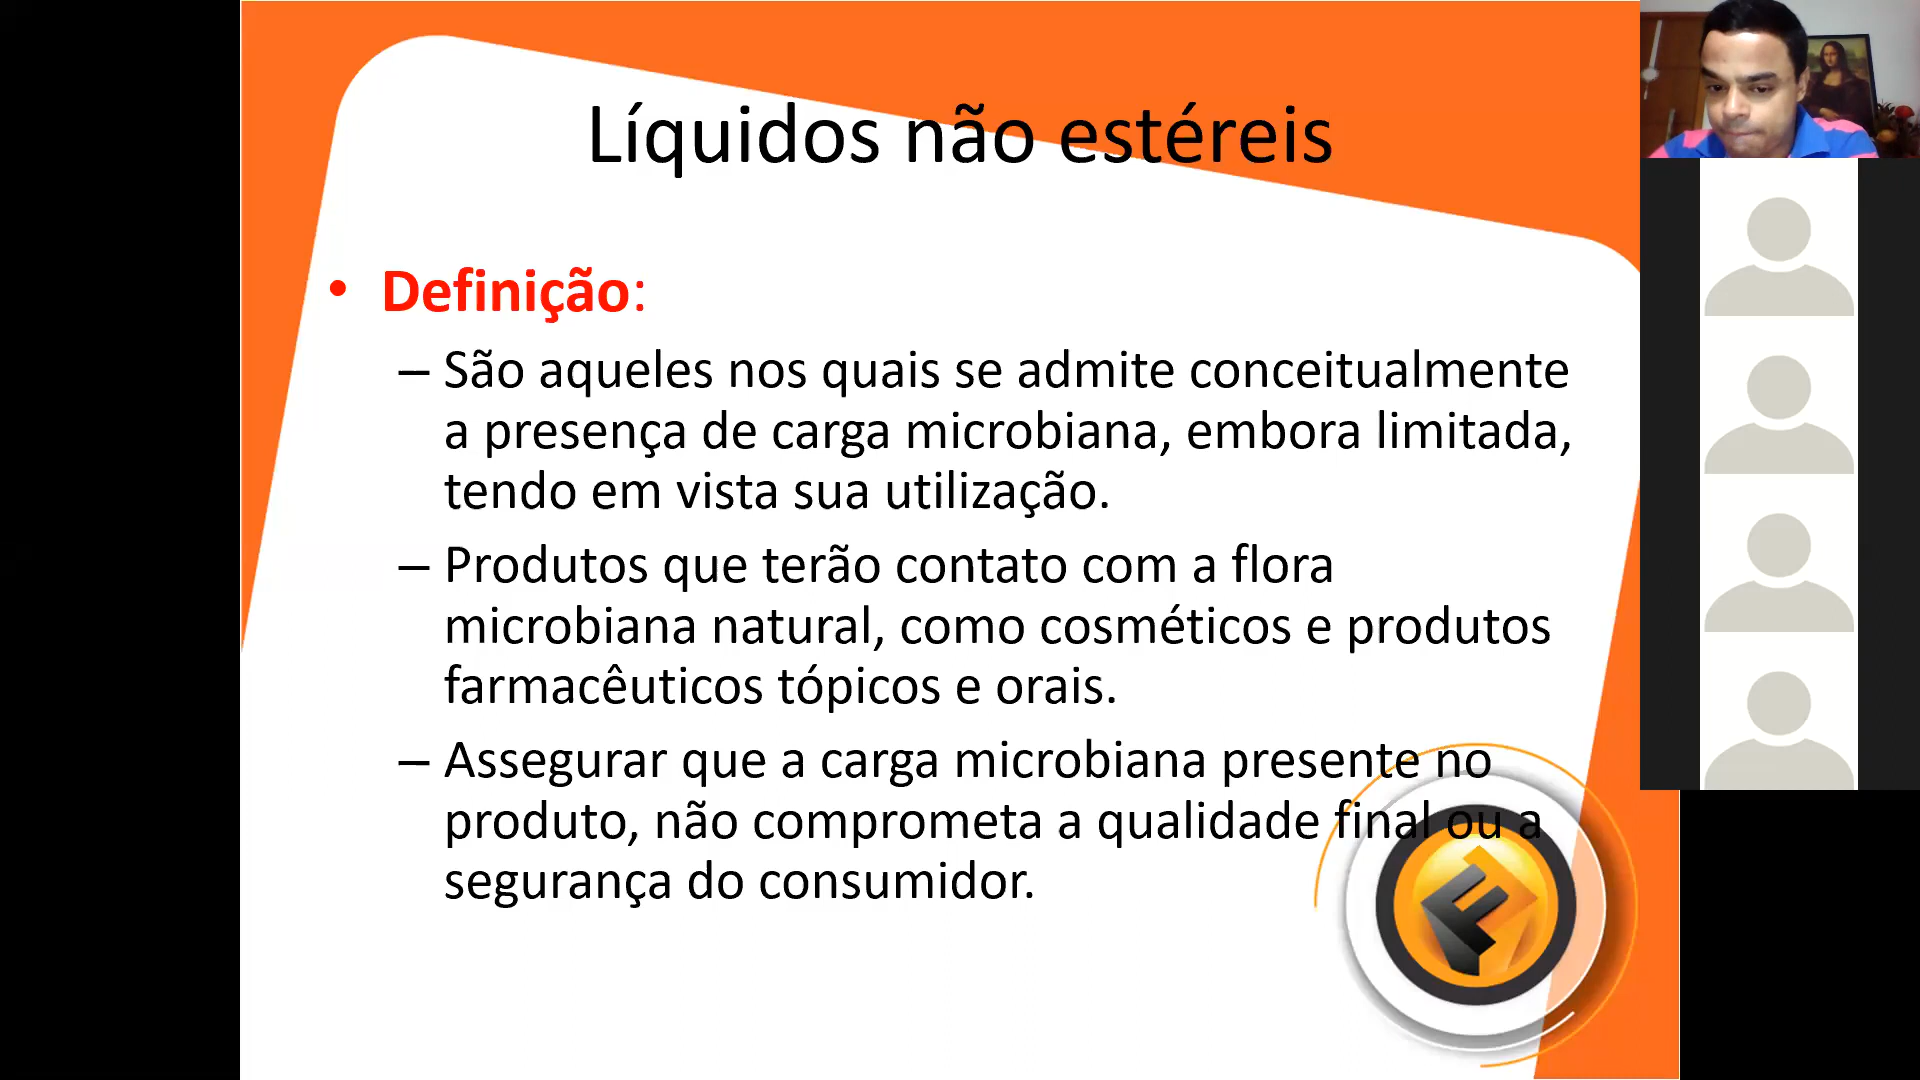 Líquidos não estéreis
• Definição:
– São aqueles nos quais se admite conceitualmente
a presença de carga microbiana, embora limitada,
tendo em vista sua utilização.
– Produtos que terão contato com a flora
microbiana natural, como cosméticos e produtos
farmacêuticos tópicos e orais.
– Assegurar que a carga microbiana presente no
produto, não comprometa a qualidade final ou a
segurança do consumidor.